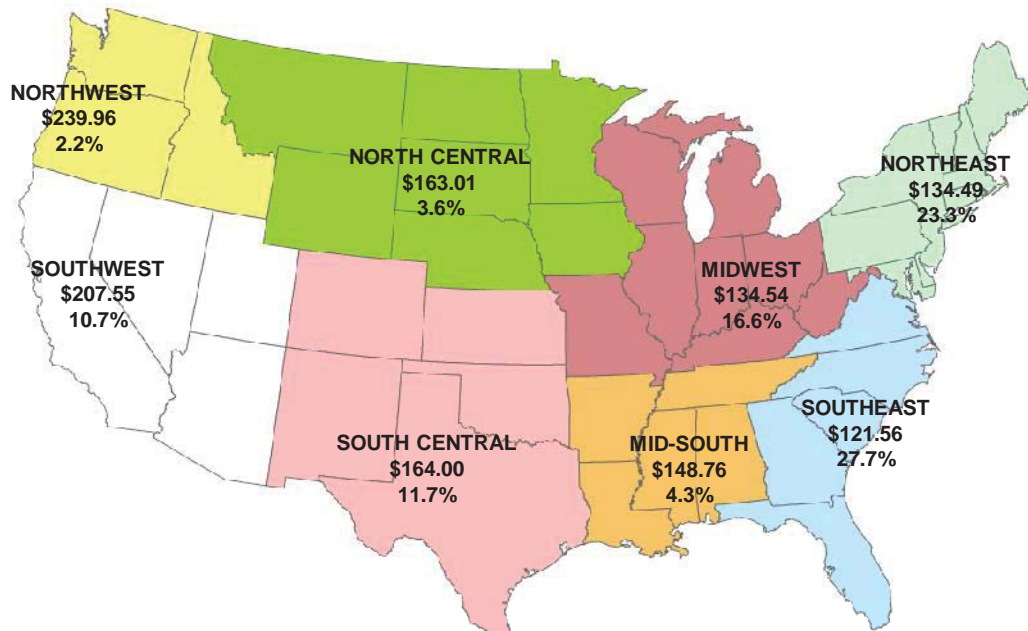 NORTHWEST
$239.96
2.2%
NORTH CENTRAL
$163.01
3.6%
NORTHEAST
$134.49
23.3%
SOUTHWEST
$207.55
10.7%
MIDWEST
$134.54
16.6%
SOUTH CENTRAL
$164.00
11.7%
MID-SOUTH
$148.76
4.3%
SOUTHEAST
$121.56
27.7%